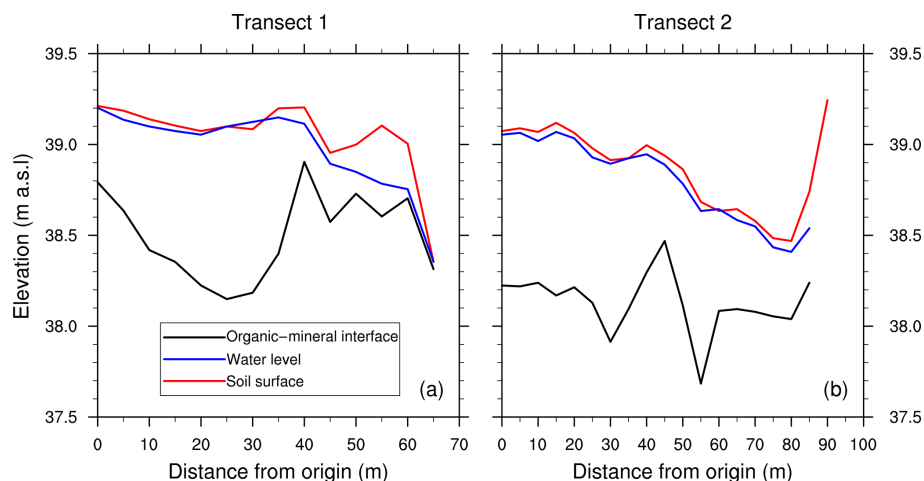 Transect 1
Transect 2
39.5
39.0
38.5
38.0
37.5
Elevation (m a.s.l)
0 10 20 30 40 50 60 70
Distance from origin (m)
Organic−mineral interface
Water level
Soil surface
(a)
39.5
39.0
38.5
38.0
37.5
0 10 20 30 40 50 60 70 80 90 100
Distance from origin (m)
(b)